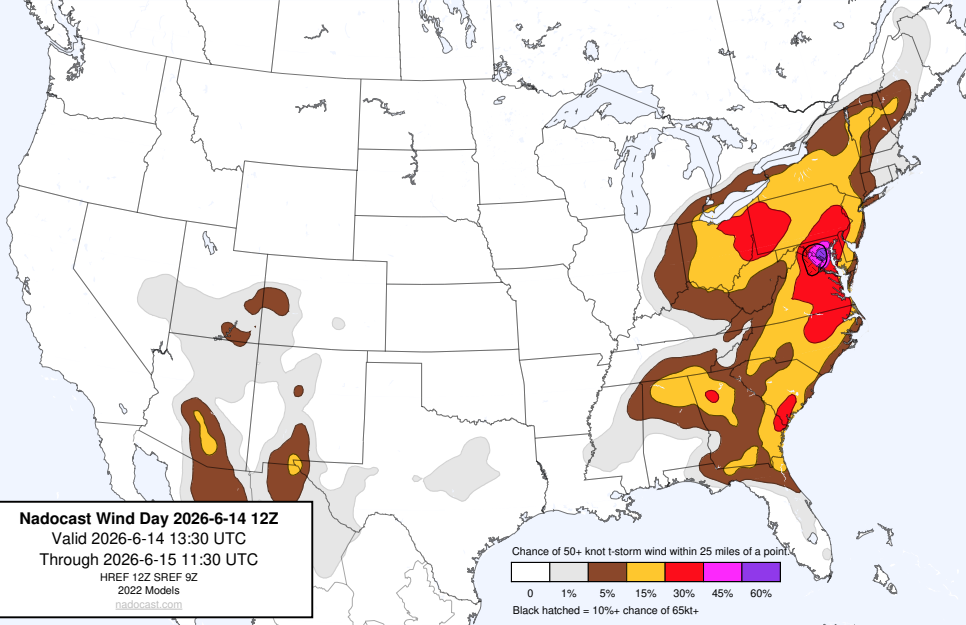 Nadocast Wind Day 2026-6-14 12Z
Valid 2026-6-14 13:30 UTC
Through 2026-6-15 11:30 UTC
HREF 12Z SREF 9Z
2022 Models
nadocast.com
Chance of 50+ knot t-storm wind within 25 miles of a point.
0 1% 5% 15% 30% 45% 60%
Black hatched = 10%+ chance of 65kt+